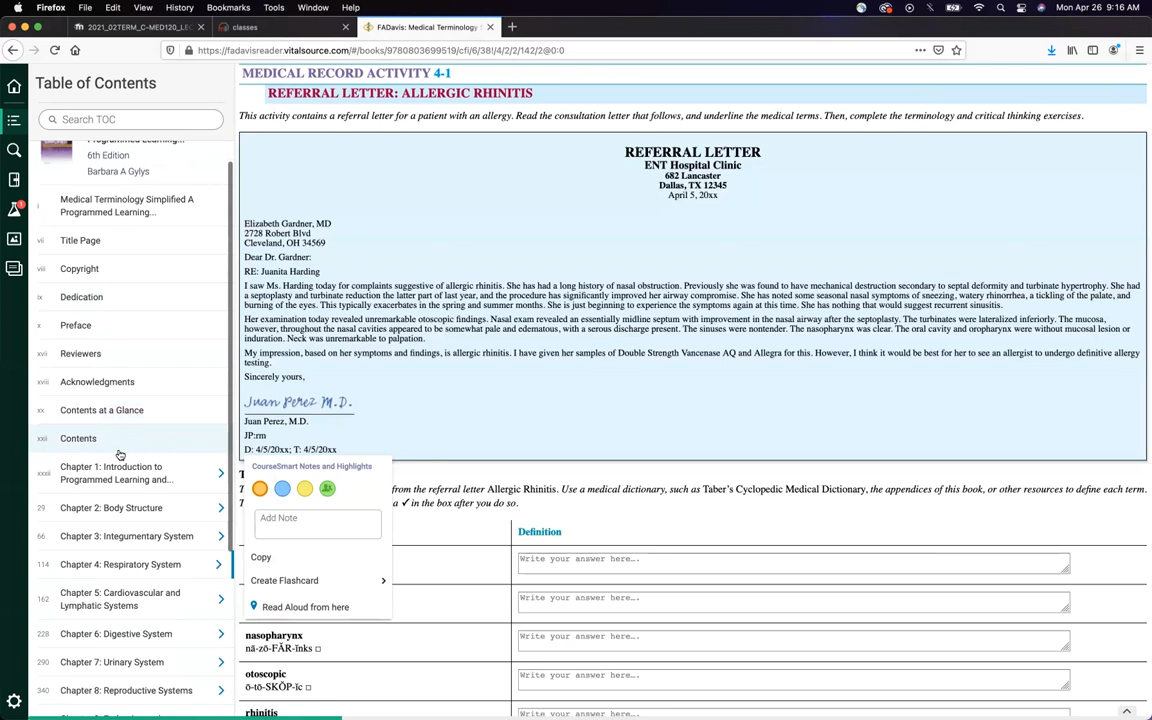 Firefox File Edit View History Bookmarks Tools Window Help Mon Apr 26 9:16 AM
2021_02TERM_C-MED120_LEC
classes
FADavis: Medical Terminology S
https://fadavisreader.vitalsource.com/#/books/9780803699519/cfi/6/38!/4/2/2/142/2@0:0
Table of Contents
Search TOC
Programmed Learning...
6th Edition
Barbara A Gylys
i Medical Terminology Simplified A
Programmed Learning...
vii Title Page
viii Copyright
ix Dedication
xi Preface
xvii Reviewers
xviii Acknowledgments
xx Contents at a Glance
xxii Contents
xxxii Chapter 1: Introduction to
Programmed Learning and...
29 Chapter 2: Body Structure
66 Chapter 3: Integumentary System
114 Chapter 4: Respiratory System
162 Chapter 5: Cardiovascular and
Lymphatic Systems
228 Chapter 6: Digestive System
290 Chapter 7: Urinary System
340 Chapter 8: Reproductive Systems
MEDICAL RECORD ACTIVITY 4-1
REFERRAL LETTER: ALLERGIC RHINITIS
This activity contains a referral letter for a patient with an allergy. Read the consultation letter that follows, and underline the medical terms. Then, complete the terminology and critical thinking exercises.
REFERRAL LETTER
ENT Hospital Clinic
682 Lancaster
Dallas, TX 12345
April 5, 20xx
Elizabeth Gardner, MD
2728 Robert Blvd
Cleveland, OH 34569
Dear Dr. Gardner:
RE: Juanita Harding
I saw Ms. Harding today for complaints suggestive of allergic rhinitis. She has had a long history of nasal obstruction. Previously she was found to have mechanical destruction secondary to septal deformity and turbinate hypertrophy. She had
a septoplasty and turbinate reduction the latter part of last year, and the procedure has significantly improved her airway compromise. She has noted some seasonal nasal symptoms of sneezing, watery rhinorrhea, a tickling of the palate, and
burning of the eyes. This typically exacerbates in the spring and summer months. She is just beginning to experience the symptoms again at this time. She has nothing that would suggest recurrent sinusitis.
Her examination today revealed unremarkable otoscopic findings. Nasal exam revealed an essentially midline septum with improvement in the nasal airway after the septoplasty. The turbinates were lateralized inferiorly. The mucosa,
however, throughout the nasal cavities appeared to be somewhat pale and edematous, with a serous discharge present. The sinuses were nontender. The nasopharynx was clear. The oral cavity and oropharynx were without mucosal lesion or
induration. Neck was unremarkable to palpation.
My impression, based on her symptoms and findings, is allergic rhinitis. I have given her samples of Double Strength Vancenase AQ and Allegra for this. However, I think it would be best for her to see an allergist to undergo definitive allergy
testing.
Sincerely yours,
Juan Perez M.D.
Juan Perez, M.D.
JP:rm
D: 4/5/20xx; T: 4/5/20xx
CourseSmart Notes and Highlights
Add Note
Copy
Create Flashcard
Read Aloud from here
from the referral letter Allergic Rhinitis. Use a medical dictionary, such as Taber's Cyclopedic Medical Dictionary, the appendices of this book, or other resources to define each term.
a ✓ in the box after you do so.
Definition
Write your answer here...
Write your answer here...
nasopharynx
nā-zō-FĂR-ĭnks
Write your answer here...
otoscopic
ō-tō-SKŎP-ĭc
Write your answer here...
rhinitis
Write your answer here...